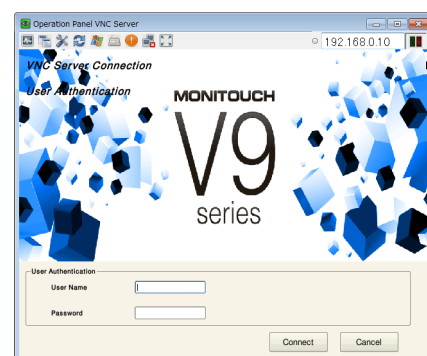 Operation Panel VNC Server
192.168.0.10
VNC Server Connection
User Authentication
MONITOUCH
V9
series
User Authentication
User Name
Password
Connect
Cancel